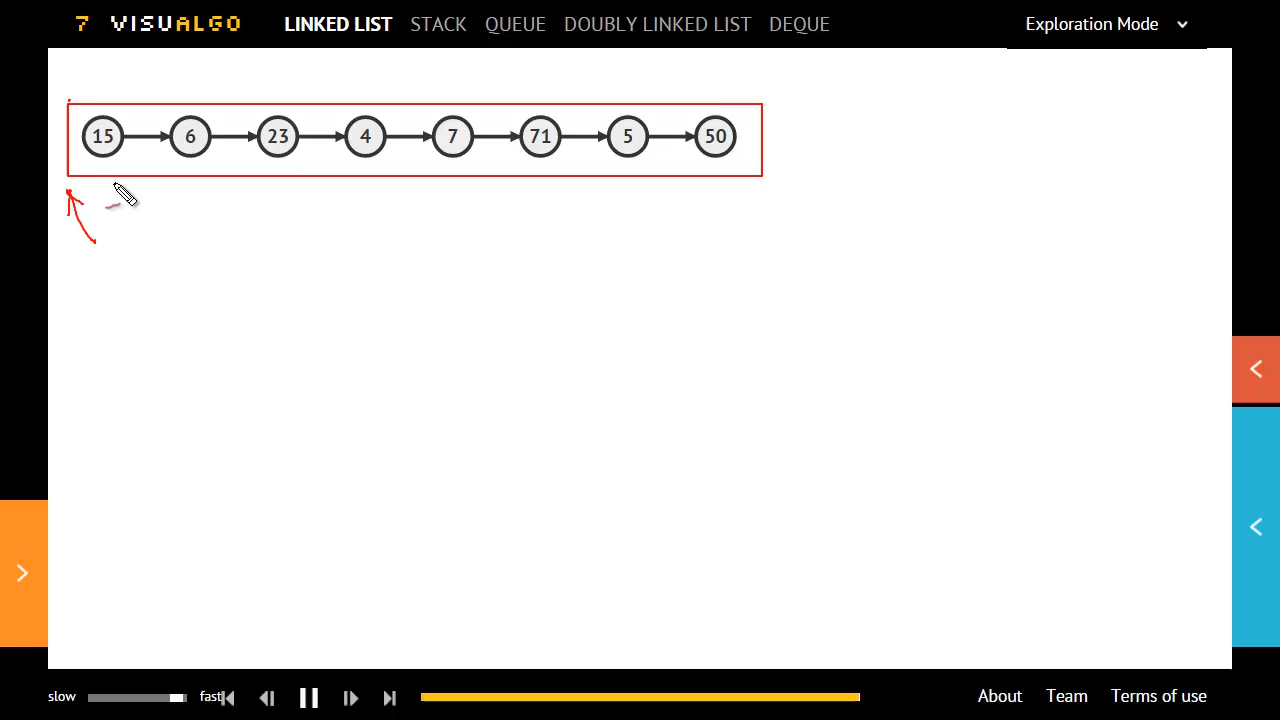 7 VISUALGO LINKED LIST STACK QUEUE DOUBLY LINKED LIST DEQUE Exploration Mode
15 6 23 4 7 71 5 50
slow fast About Team Terms of use